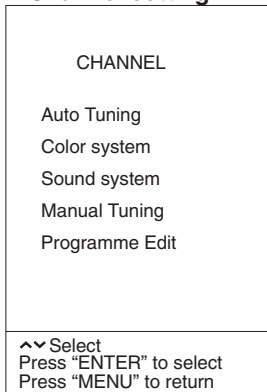 CHANNEL
Auto Tuning
Color system
Sound system
Manual Tuning
Programme Edit
Select
Press “ENTER” to select
Press “MENU” to return